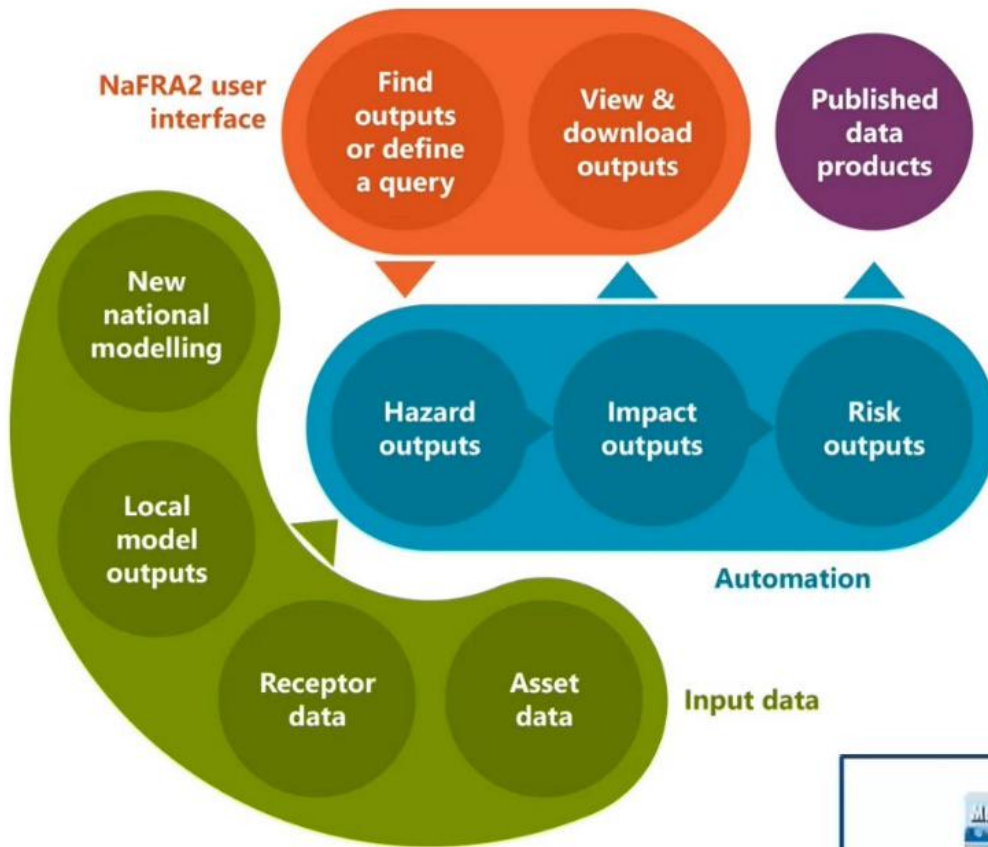 NaFRA2 user
interface
Find
outputs
or define
a query
View &
download
outputs
Published
data
products
New
national
modelling
Local
model
outputs
Receptor
data
Asset
data
Input data
Hazard
outputs
Impact
outputs
Risk
outputs
Automation